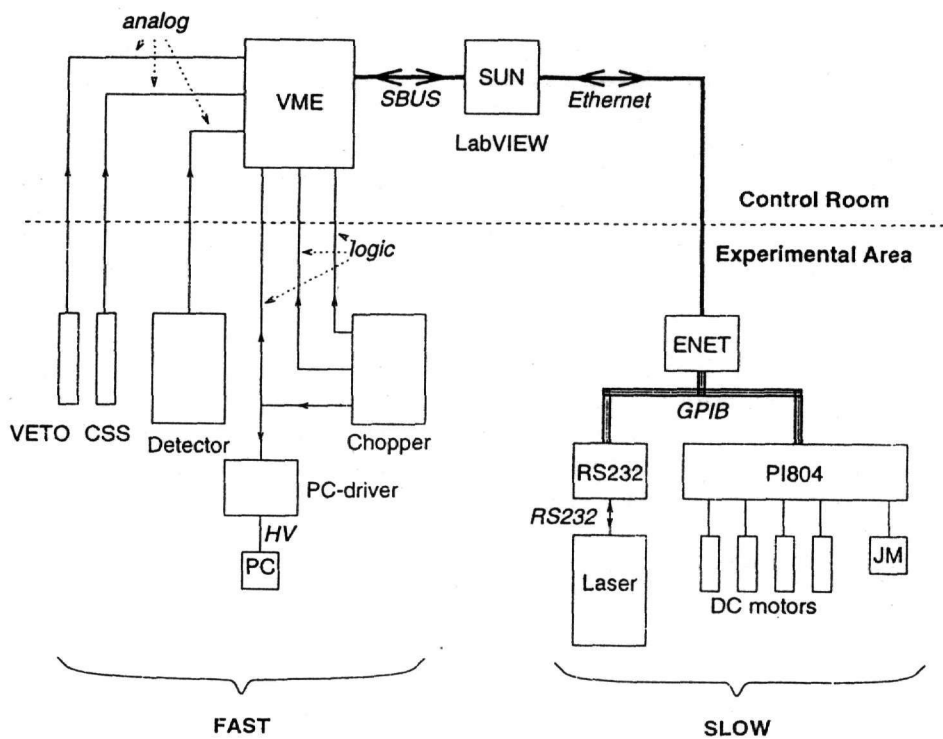 analog
VME
SBUS
SUN
Ethernet
LabVIEW
Control Room
Experimental Area
logic
ENET
GPIB
VETO
CSS
Detector
Chopper
RS232
PI804
PC-driver
RS232
HV
PC
Laser
JM
DC motors
FAST
SLOW